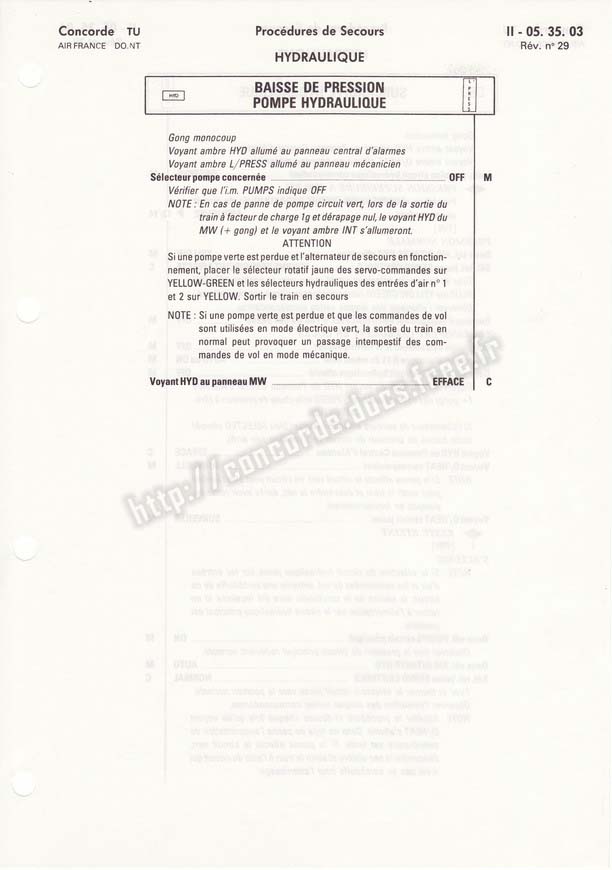 Concorde TU
AIR FRANCE DO.NT
Procédures de Secours
HYDRAULIQUE
II - 05. 35. 03
Rév. n° 29
HYD
BAISSE DE PRESSION
POMPE HYDRAULIQUE
L PRESS
Gong monocoup
Voyant ambre HYD allumé au panneau central d'alarmes
Voyant ambre L/PRESS allumé au panneau mécanicien
Sélecteur pompe concernée OFF M
Vérifier que l'i.m. PUMPS indique OFF
NOTE : En cas de panne de pompe circuit vert, lors de la sortie du
train à facteur de charge 1g et dérapage nul, le voyant HYD du
MW (+ gong) et le voyant ambre INT s'allumeront.
ATTENTION
Si une pompe verte est perdue et l'alternateur de secours en fonction-
nement, placer le sélecteur rotatif jaune des servo-commandes sur
YELLOW-GREEN et les sélecteurs hydrauliques des entrées d'air n° 1
et 2 sur YELLOW. Sortir le train en secours
NOTE : Si une pompe verte est perdue et que les commandes de vol
sont utilisées en mode électrique vert, la sortie du train en
normal peut provoquer un passage intempestif des com-
mandes de vol en mode mécanique.
Voyant HYD au panneau MW EFFACE C
http://concorde.docs.free.fr